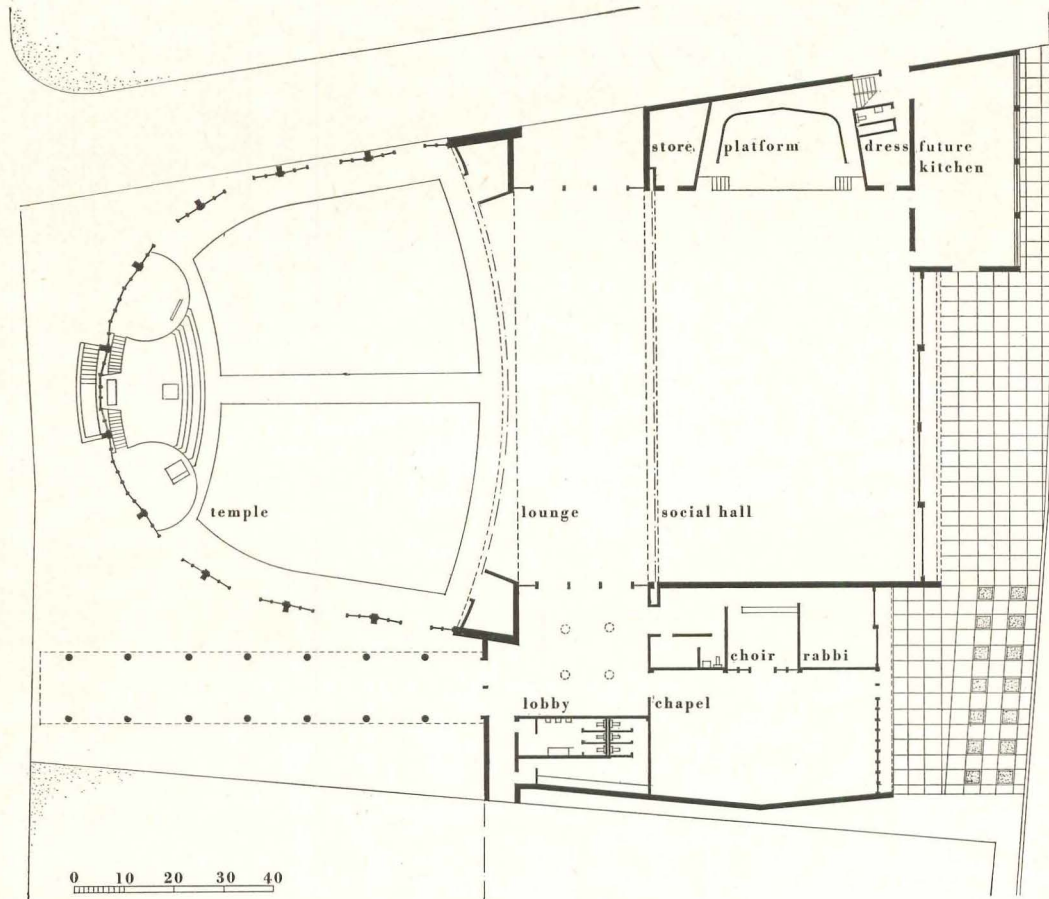 store. platform dress future
kitchen
temple lounge social hall
choir rabbi
lobby chapel
0 10 20 30 40